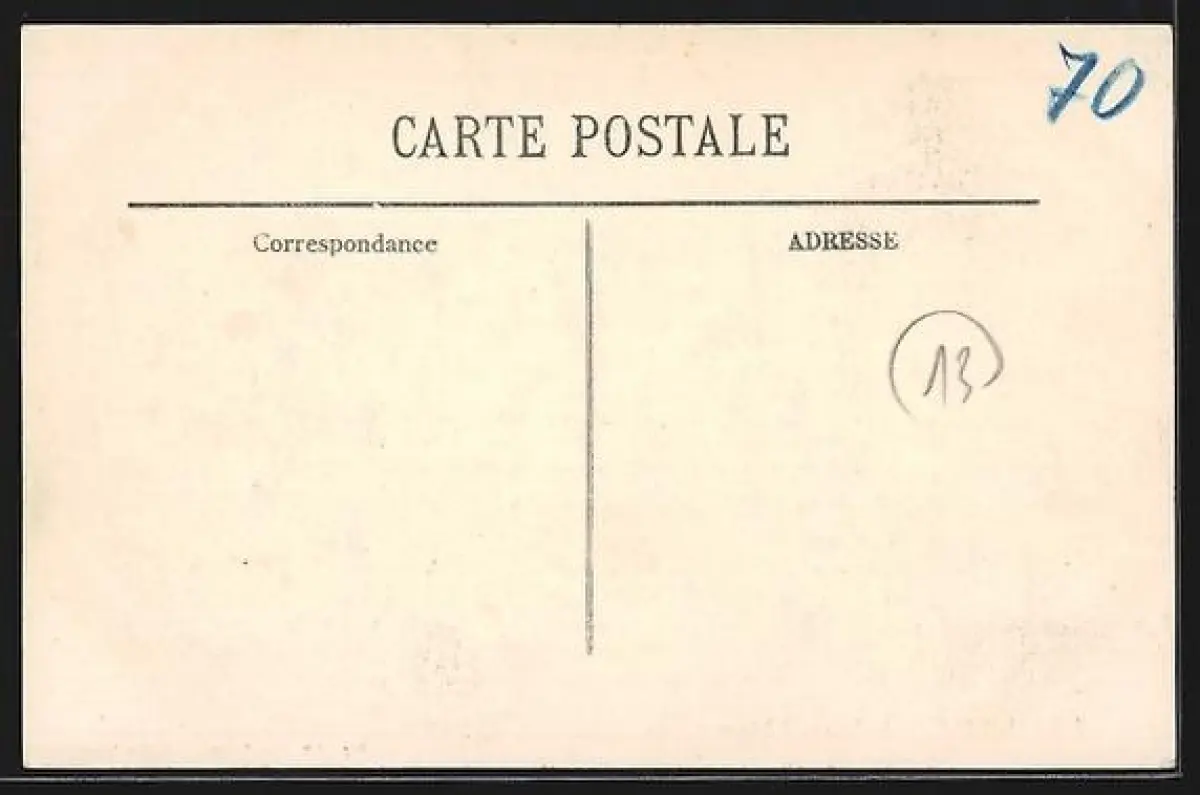 70
CARTE POSTALE
Correspondance
ADRESSE
13